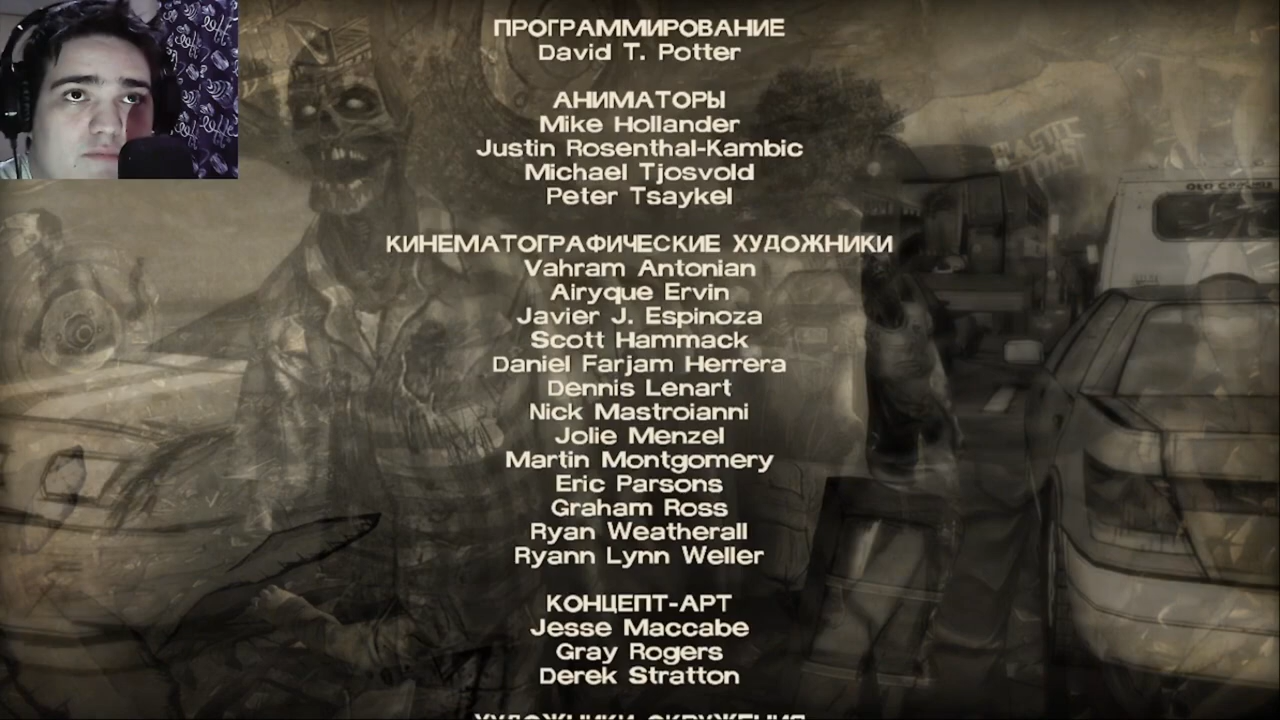 ПРОГРАММИРОВАНИЕ
David T. Potter
АНИМАТОРЫ
Mike Hollander
Justin Rosenthal-Kambic
Michael Tjosvold
Peter Tsaykel
КИНЕМАТОГРАФИЧЕСКИЕ ХУДОЖНИКИ
Vahram Antonian
Airyque Ervin
Javier J. Espinoza
Scott Hammack
Daniel Farjam Herrera
Dennis Lenart
Nick Mastroianni
Jolie Menzel
Martin Montgomery
Eric Parsons
Graham Ross
Ryan Weatherall
Ryann Lynn Weller
КОНЦЕПТ-АРТ
Jesse Maccabe
Gray Rogers
Derek Stratton
ХУДОЖНИКИ ОКРУЖЕНИЯ